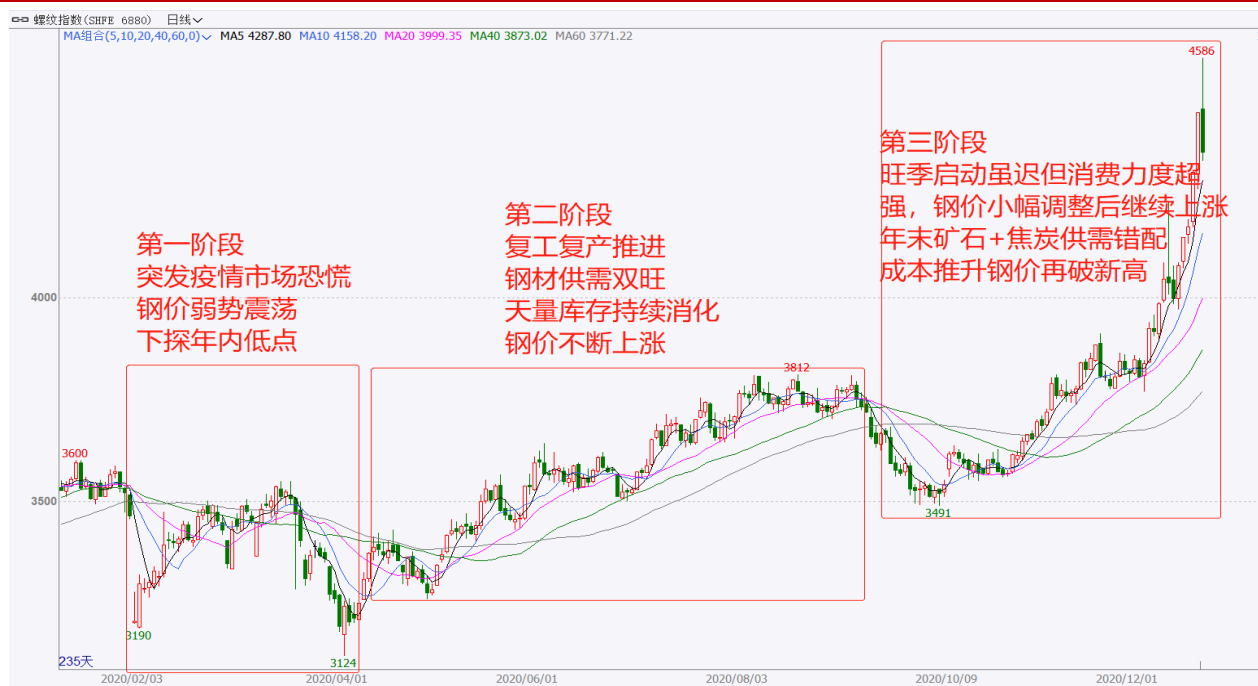 螺纹指数(SHFE 6880) 日线
MA组合(5,10,20,40,60,0) MA5 4287.80 MA10 4158.20 MA20 3999.35 MA40 3873.02 MA60 3771.22
4586
第三阶段
旺季启动虽迟但消费力度超
强，钢价小幅调整后继续上涨
年末矿石+焦炭供需错配
成本推升钢价再破新高
第二阶段
复工复产推进
钢材供需双旺
天量库存持续消化
钢价不断上涨
第一阶段
突发疫情市场恐慌
钢价弱势震荡
下探年内低点
4000
3812
3600
3500
3491
3190
3124
235天
2020/02/03 2020/04/01 2020/06/01 2020/08/03 2020/10/09 2020/12/01